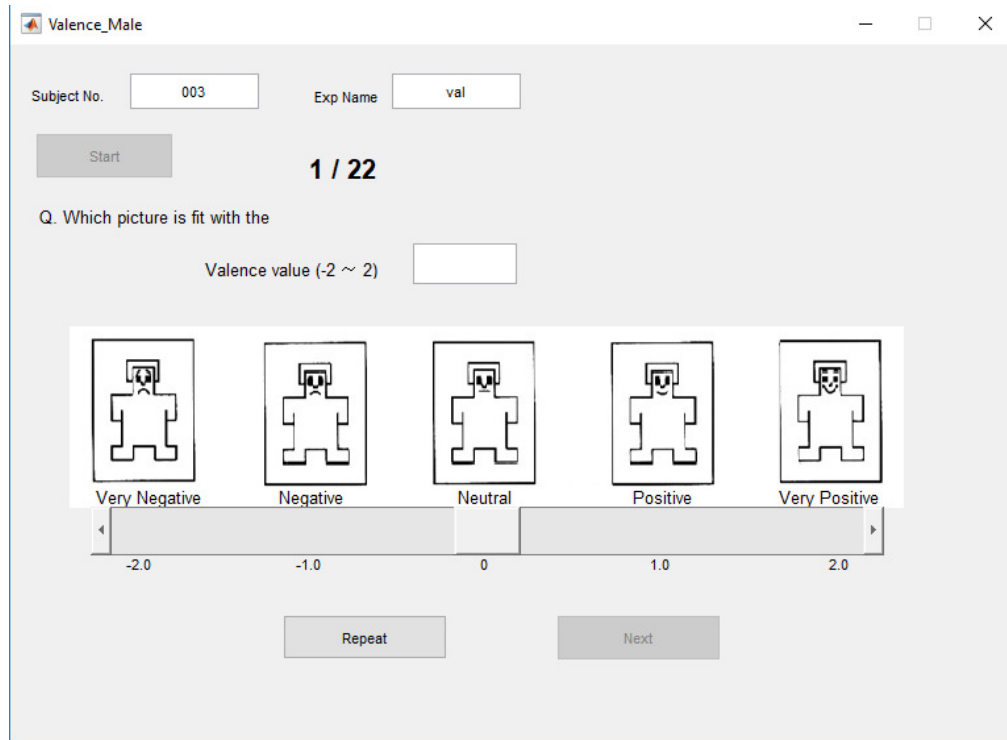 Valence_Male
Subject No. 003 Exp Name val
Start
1 / 22
Q. Which picture is fit with the
Valence value (-2 ~ 2)
Very Negative Negative Neutral Positive Very Positive
-2.0 -1.0 0 1.0 2.0
Repeat Next